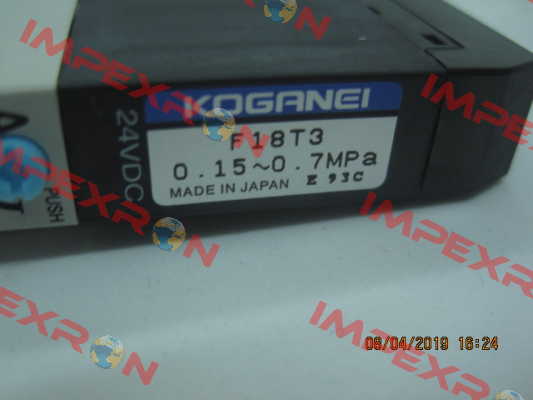 KOGANEI
F18T3
0.15~0.7MPa
MADE IN JAPAN E 93C
24VDC
PUSH
IMPEXRON
IMPEXRON
IMPEXRON
IMPEXRON
IMPEXRON
IMPEXRON
06/04/2019 16:24